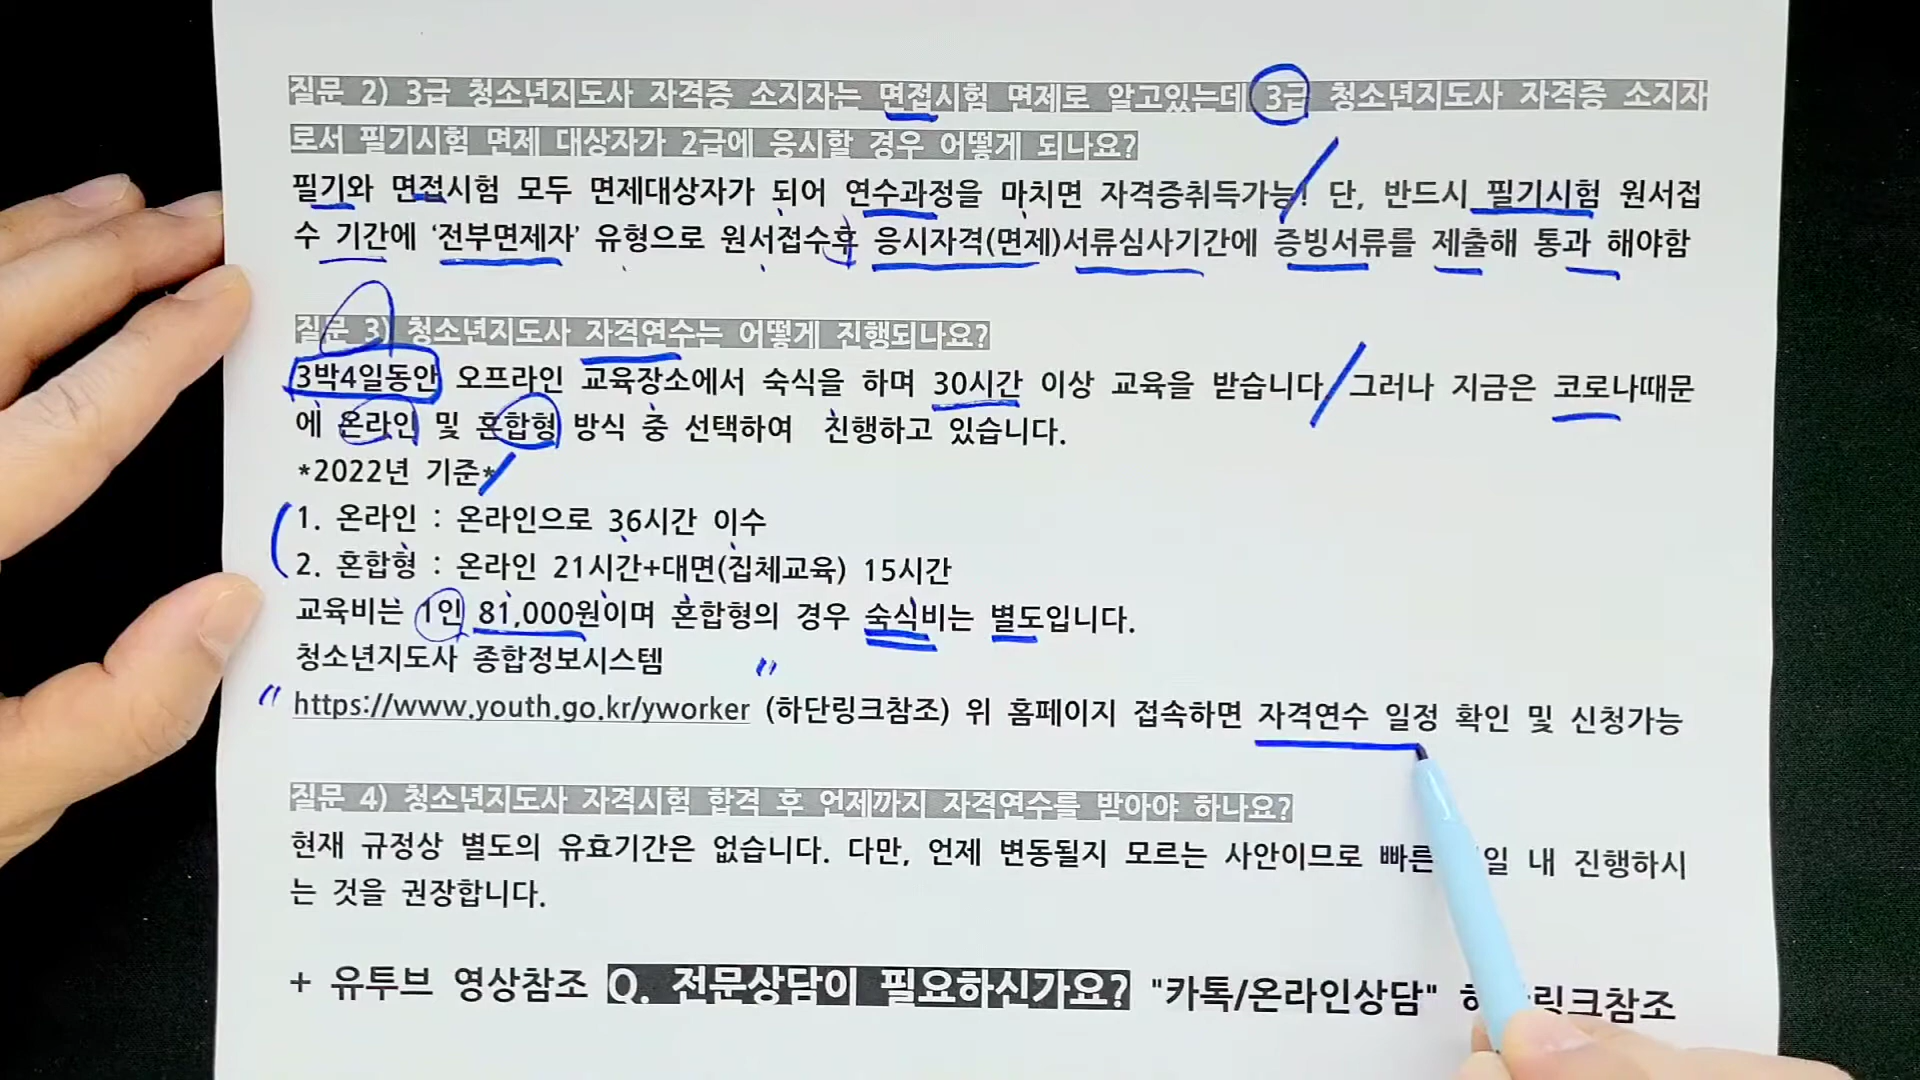 질문 2) 3급 청소년지도사 자격증 소지자는 면접시험 면제로 알고있는데 3급 청소년지도사 자격증 소지자
로서 필기시험 면제 대상자가 2급에 응시할 경우 어떻게 되나요?
필기와 면접시험 모두 면제대상자가 되어 연수과정을 마치면 자격증취득가능! 단, 반드시 필기시험 원서접
수 기간에 '전부면제자' 유형으로 원서접수후 응시자격(면제)서류심사기간에 증빙서류를 제출해 통과 해야함
질문 3) 청소년지도사 자격연수는 어떻게 진행되나요?
3박4일동안 오프라인 교육장소에서 숙식을 하며 30시간 이상 교육을 받습니다. 그러나 지금은 코로나때문
에 온라인 및 혼합형 방식 중 선택하여 진행하고 있습니다.
*2022년 기준*
1. 온라인 : 온라인으로 36시간 이수
2. 혼합형 : 온라인 21시간+대면(집체교육) 15시간
교육비는 1인 81,000원이며 혼합형의 경우 숙식비는 별도입니다.
청소년지도사 종합정보시스템
https://www.youth.go.kr/yworker (하단링크참조) 위 홈페이지 접속하면 자격연수 일정 확인 및 신청가능
질문 4) 청소년지도사 자격시험 합격 후 언제까지 자격연수를 받아야 하나요?
현재 규정상 별도의 유효기간은 없습니다. 다만, 언제 변동될지 모르는 사안이므로 빠른 내 진행하시
는 것을 권장합니다.
+ 유투브 영상참조 Q. 전문상담이 필요하신가요? "카톡/온라인상담" 하단링크참조